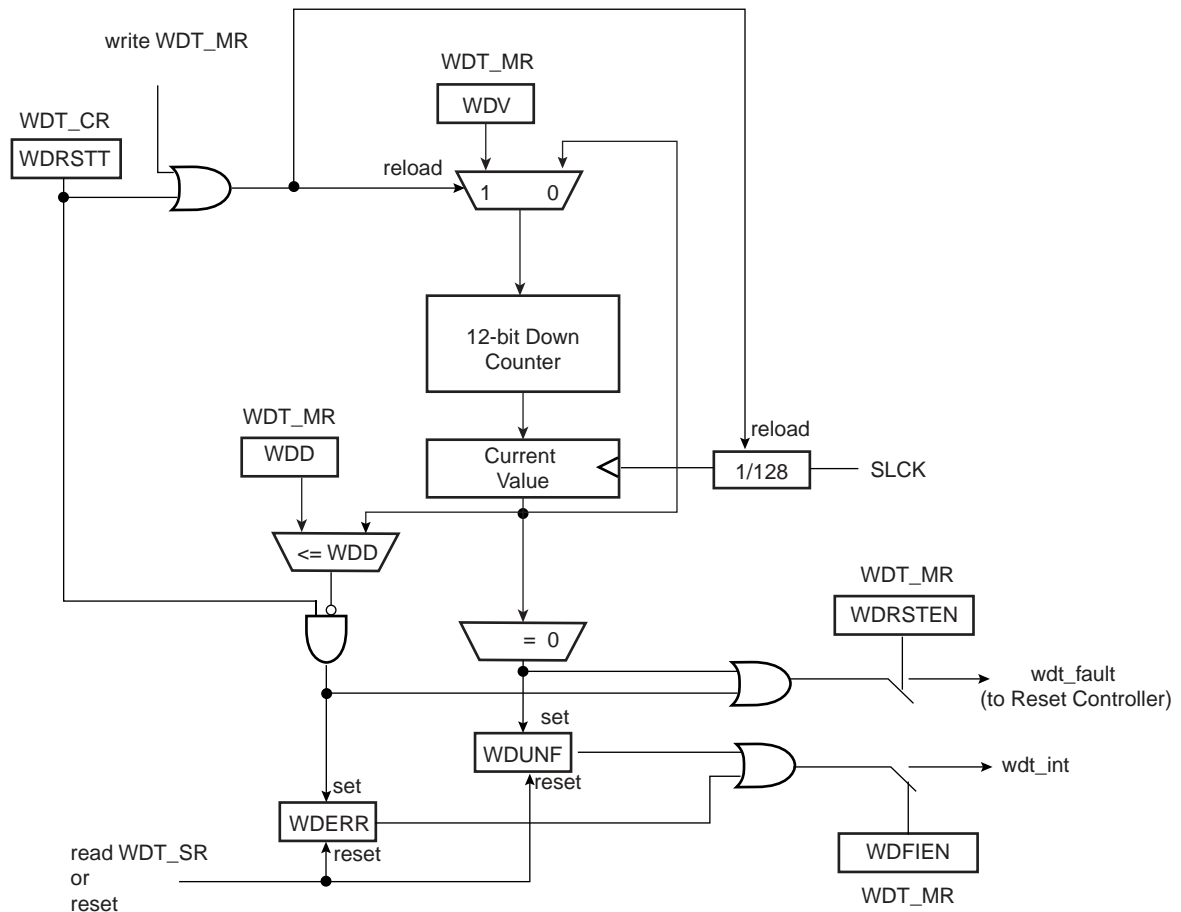 write WDT_MR
WDT_MR
WDV
WDT_CR
WDRSTT
reload
1 0
12-bit Down
Counter
WDT_MR
WDD
reload
Current
Value
1/128
SLCK
<= WDD
WDT_MR
WDRSTEN
= 0
wdt_fault
(to Reset Controller)
set
WDUNF
reset
wdt_int
set
WDERR
reset
WDFIEN
WDT_MR
read WDT_SR
or
reset